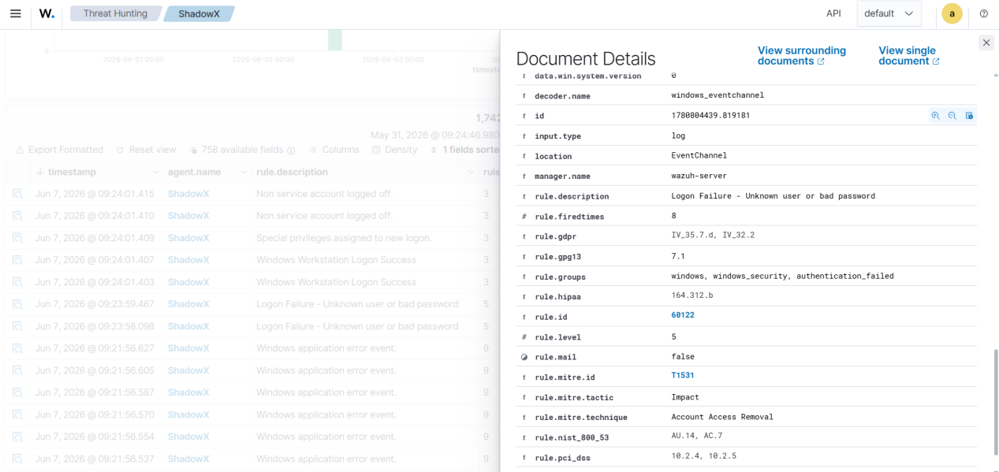 W. Threat Hunting ShadowX API default a
0
2026-06-01 00:00 2026-06-02 00:00 2026-06-03 00:00
timesta
1,742
May 31, 2026 @ 09:24:46.980
Export Formatted Reset view 758 available fields Columns Density 1 fields sorte
timestamp agent.name rule.description rule
Jun 7, 2026 @ 09:24:01.415 ShadowX Non service account logged off. 3
Jun 7, 2026 @ 09:24:01.410 ShadowX Non service account logged off. 3
Jun 7, 2026 @ 09:24:01.409 ShadowX Special privileges assigned to new logon. 3
Jun 7, 2026 @ 09:24:01.407 ShadowX Windows Workstation Logon Success 3
Jun 7, 2026 @ 09:24:01.403 ShadowX Windows Workstation Logon Success 3
Jun 7, 2026 @ 09:23:59.467 ShadowX Logon Failure - Unknown user or bad password 5
Jun 7, 2026 @ 09:23:58.098 ShadowX Logon Failure - Unknown user or bad password 5
Jun 7, 2026 @ 09:21:56.627 ShadowX Windows application error event. 9
Jun 7, 2026 @ 09:21:56.605 ShadowX Windows application error event. 9
Jun 7, 2026 @ 09:21:56.587 ShadowX Windows application error event. 9
Jun 7, 2026 @ 09:21:56.570 ShadowX Windows application error event. 9
Jun 7, 2026 @ 09:21:56.554 ShadowX Windows application error event. 9
Jun 7, 2026 @ 09:21:56.537 ShadowX Windows application error event. 9
Document Details
View surrounding
documents
View single
document
t data.win.system.version 0
t decoder.name windows_eventchannel
t id 1780804439.819181
t input.type log
t location EventChannel
t manager.name wazuh-server
t rule.description Logon Failure - Unknown user or bad password
# rule.firedtimes 8
t rule.gdpr IV_35.7.d, IV_32.2
t rule.gpg13 7.1
t rule.groups windows, windows_security, authentication_failed
t rule.hipaa 164.312.b
t rule.id 60122
# rule.level 5
rule.mail false
t rule.mitre.id T1531
t rule.mitre.tactic Impact
t rule.mitre.technique Account Access Removal
t rule.nist_800_53 AU.14, AC.7
t rule.pci_dss 10.2.4, 10.2.5